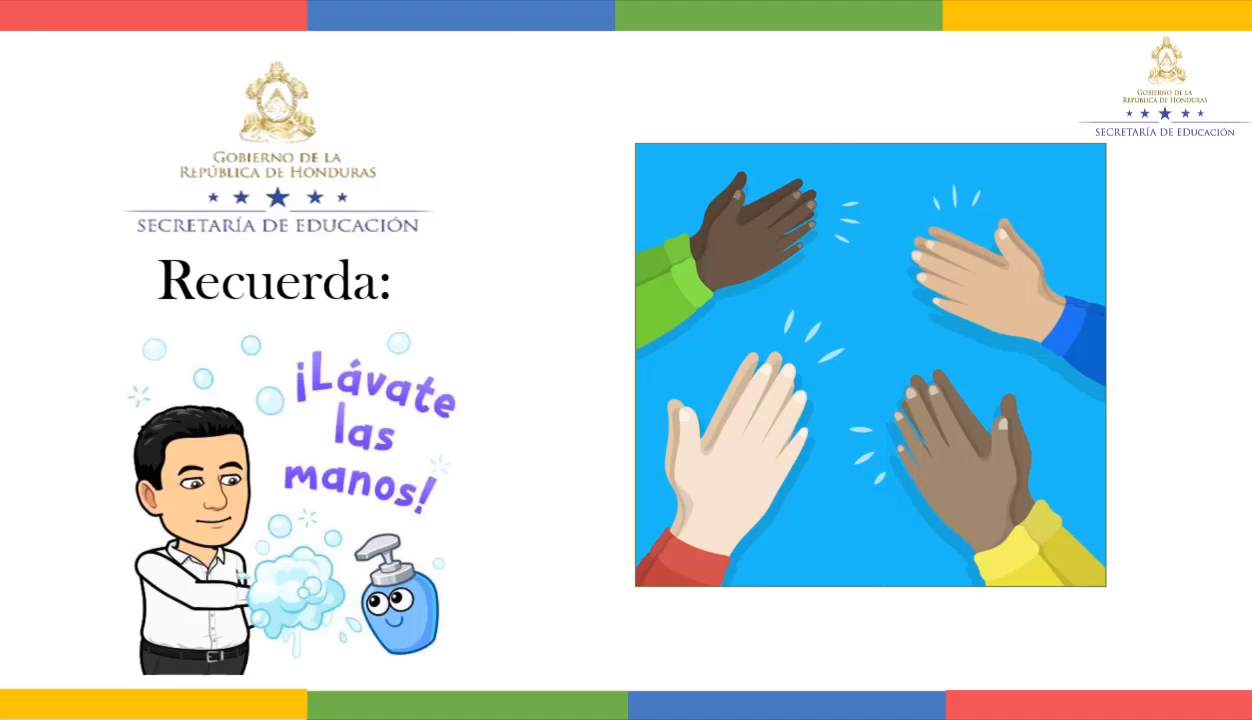 GOBIERNO DE LA
REPÚBLICA DE HONDURAS
SECRETARÍA DE EDUCACIÓN
Recuerda:
¡Lávate
las
manos!
GOBIERNO DE LA
REPÚBLICA DE HONDURAS
SECRETARÍA DE EDUCACIÓN